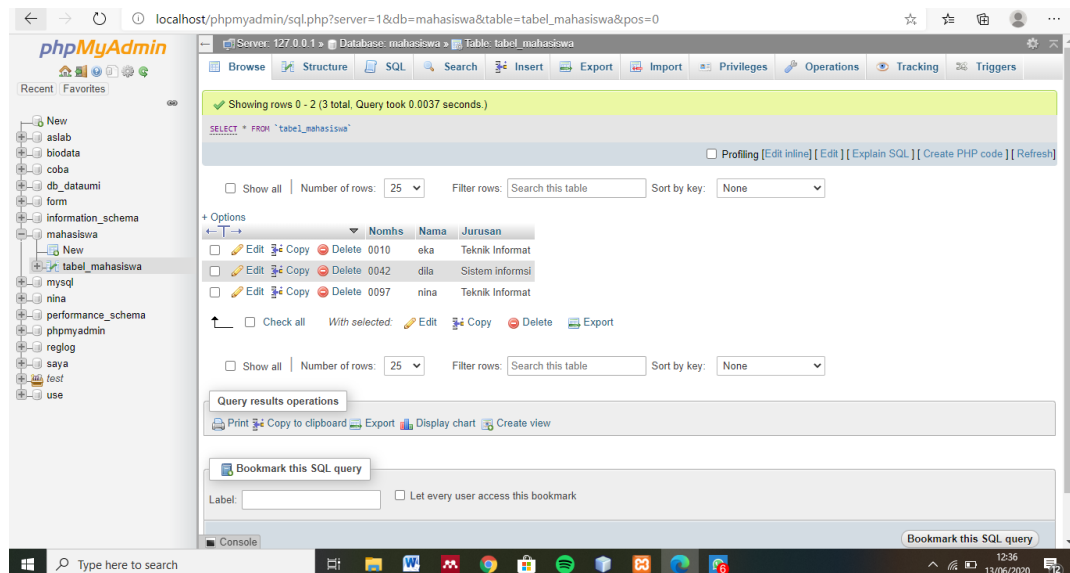 localhost/phpmyadmin/sql.php?server=1&db=mahasiswa&table=tabel_mahasiswa&pos=0
phpMyAdmin
Recent Favorites
New
aslab
biodata
coba
db_dataumi
form
information_schema
mahasiswa
New
tabel_mahasiswa
mysql
nina
performance_schema
phpmyadmin
reglog
saya
test
use
Server: 127.0.0.1 » Database: mahasiswa » Table: tabel_mahasiswa
Browse Structure SQL Search Insert Export Import Privileges Operations Tracking Triggers
Showing rows 0 - 2 (3 total, Query took 0.0037 seconds.)
SELECT * FROM `tabel_mahasiswa`
Profiling [Edit inline] [ Edit ] [ Explain SQL ] [ Create PHP code ] [ Refresh]
Show all Number of rows: 25 Filter rows: Search this table Sort by key: None
+ Options
←T→ Nomhs Nama Jurusan
Edit Copy Delete 0010 eka Teknik Informat
Edit Copy Delete 0042 dila Sistem informsi
Edit Copy Delete 0097 nina Teknik Informat
Check all With selected: Edit Copy Delete Export
Show all Number of rows: 25 Filter rows: Search this table Sort by key: None
Query results operations
Print Copy to clipboard Export Display chart Create view
Bookmark this SQL query
Label: Let every user access this bookmark
Console
Bookmark this SQL query
Type here to search
12:36
13/06/2020